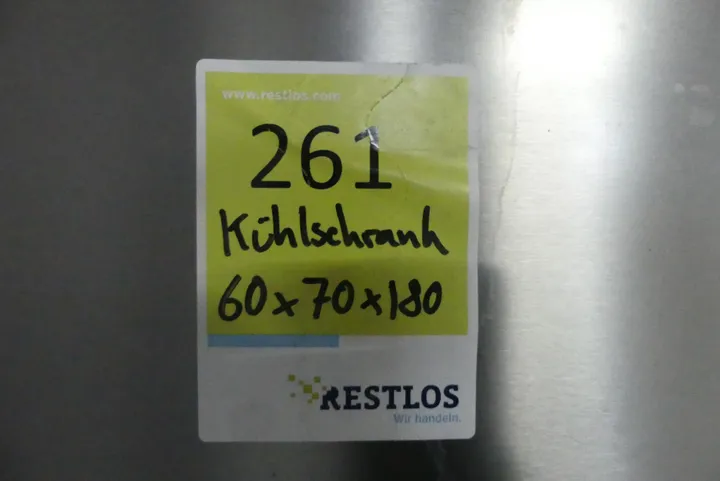 www.restlos.com
261
Kühlschrank
60x70x180
RESTLOS
Wir handeln.